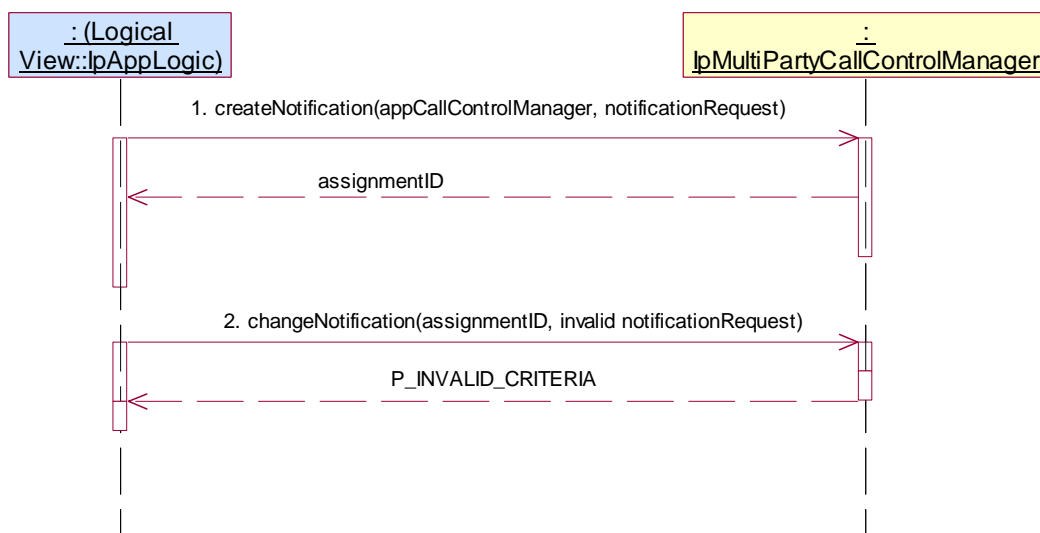 : (Logical
View::IpAppLogic)
:
IpMultiPartyCallControlManager
1. createNotification(appCallControlManager, notificationRequest)
assignmentID
2. changeNotification(assignmentID, invalid notificationRequest)
P_INVALID_CRITERIA